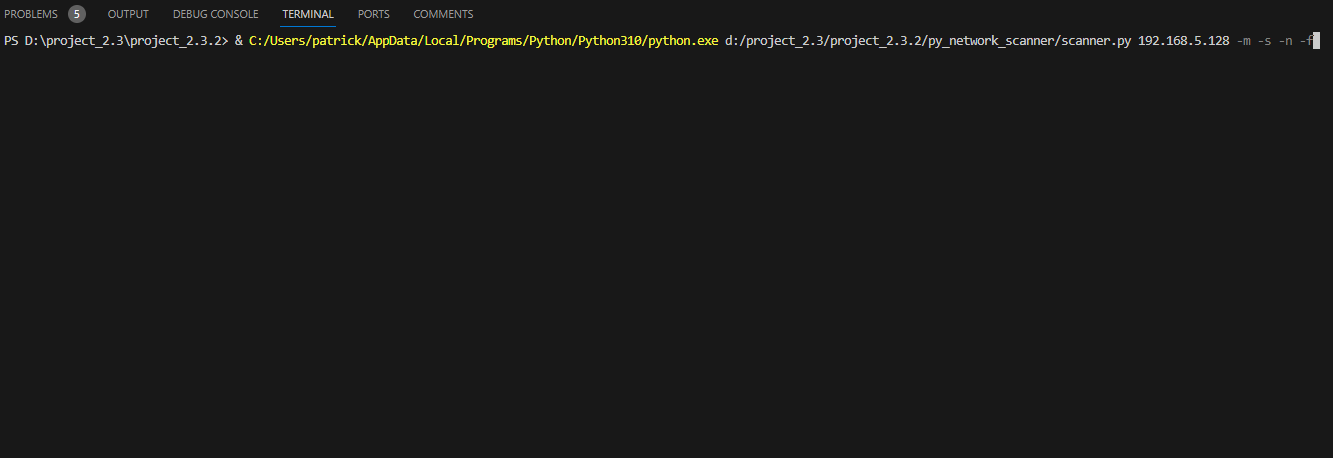 PROBLEMS 5 OUTPUT DEBUG CONSOLE TERMINAL PORTS COMMENTS
PS D:\project_2.3\project_2.3.2> & C:/Users/patrick/AppData/Local/Programs/Python/Python310/python.exe d:/project_2.3/project_2.3.2/py_network_scanner/scanner.py 192.168.5.128 -m -s -n -f